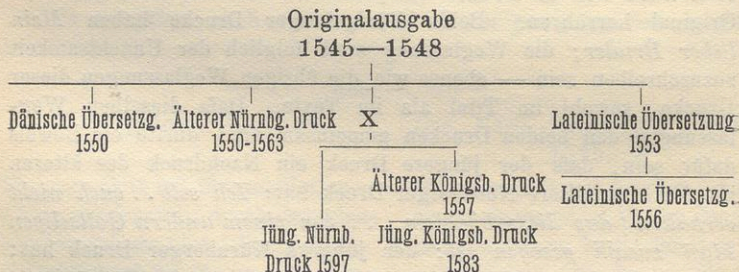 Originalausgabe
1545—1548
Dänische Übersetzg. Älterer Nürnbg. Druck X Lateinische Übersetzung
1550 1550-1563 1553
Älterer Königsb. Druck Lateinische Übersetzg.
1557 1556
Jüng. Nürnb. Jüng. Königsb. Druck
Druck 1597 1583